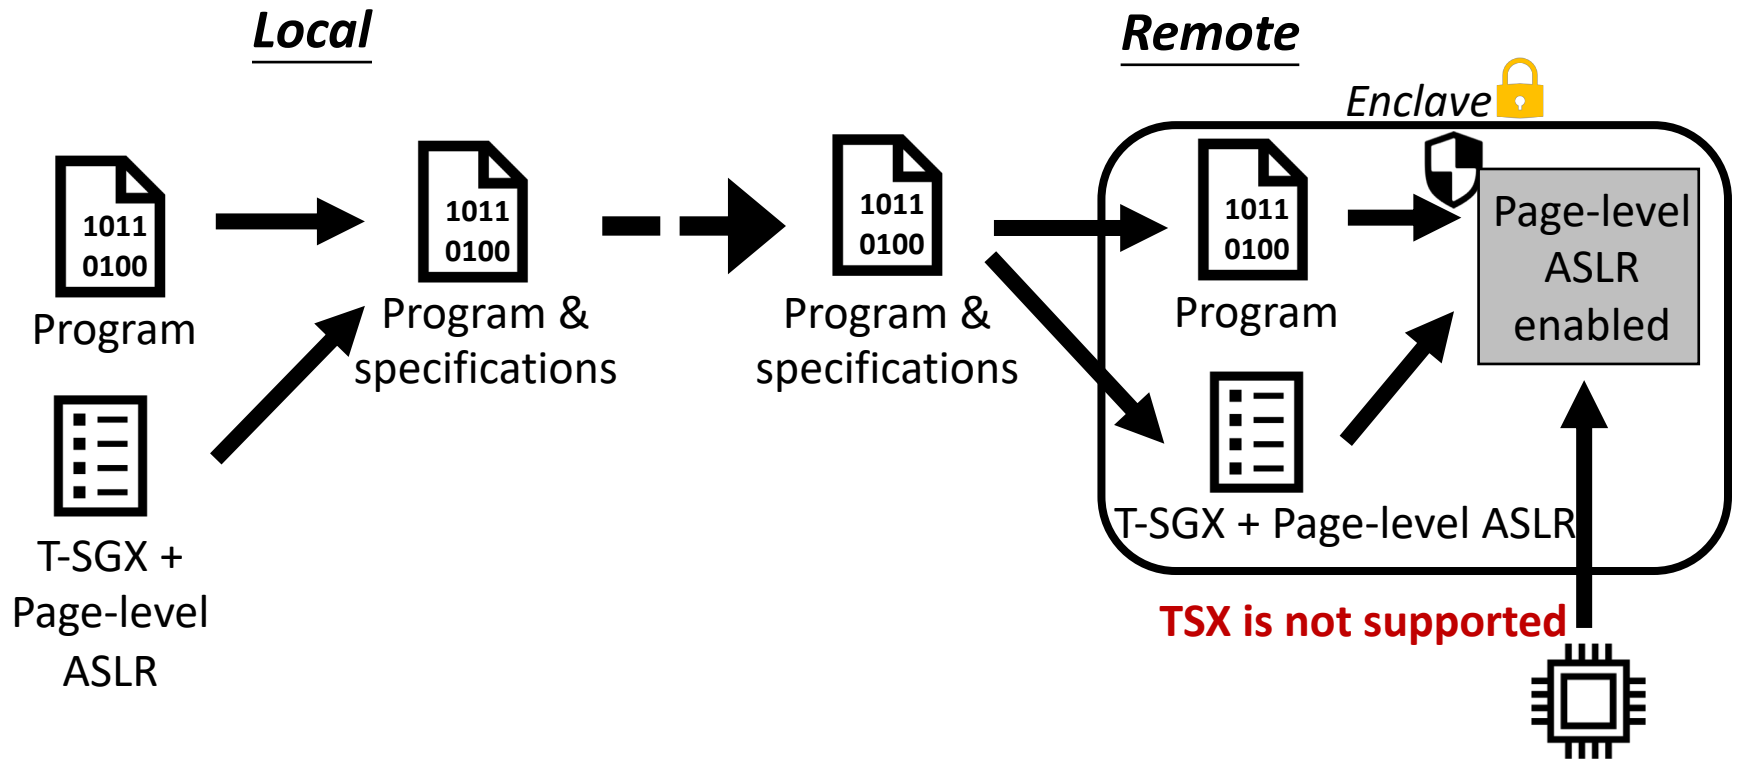 Local
Remote
Enclave
1011
0100
Program
T-SGX +
Page-level
ASLR
1011
0100
Program &
specifications
1011
0100
Program &
specifications
1011
0100
Program
T-SGX + Page-level ASLR
Page-level
ASLR
enabled
TSX is not supported